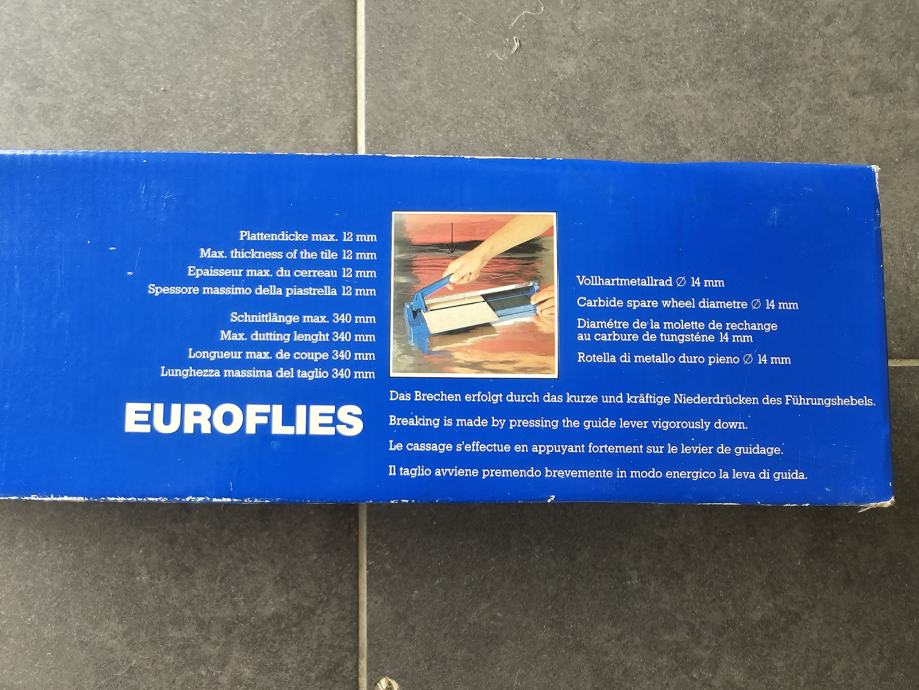 Plattendicke max. 12 mm
Max. thickness of the tile 12 mm
Epaisseur max. du cerreau 12 mm
Spessore massimo della piastrella 12 mm
Schnittlänge max. 340 mm
Max. dutting lenght 340 mm
Longueur max. de coupe 340 mm
Lunghezza massima del taglio 340 mm
EUROFLIES
Vollhartmetallrad ∅ 14 mm
Carbide spare wheel diametre ∅ 14 mm
Diamétre de la molette de rechange
au carbure de tungsténe 14 mm
Rotella di metallo duro pieno ∅ 14 mm
Das Brechen erfolgt durch das kurze und kräftige Niederdrücken des Führungshebels.
Breaking is made by pressing the guide lever vigorously down.
Le cassage s'effectue en appuyant fortement sur le levier de guidage.
Il taglio avviene premendo brevemente in modo energico la leva di guida.